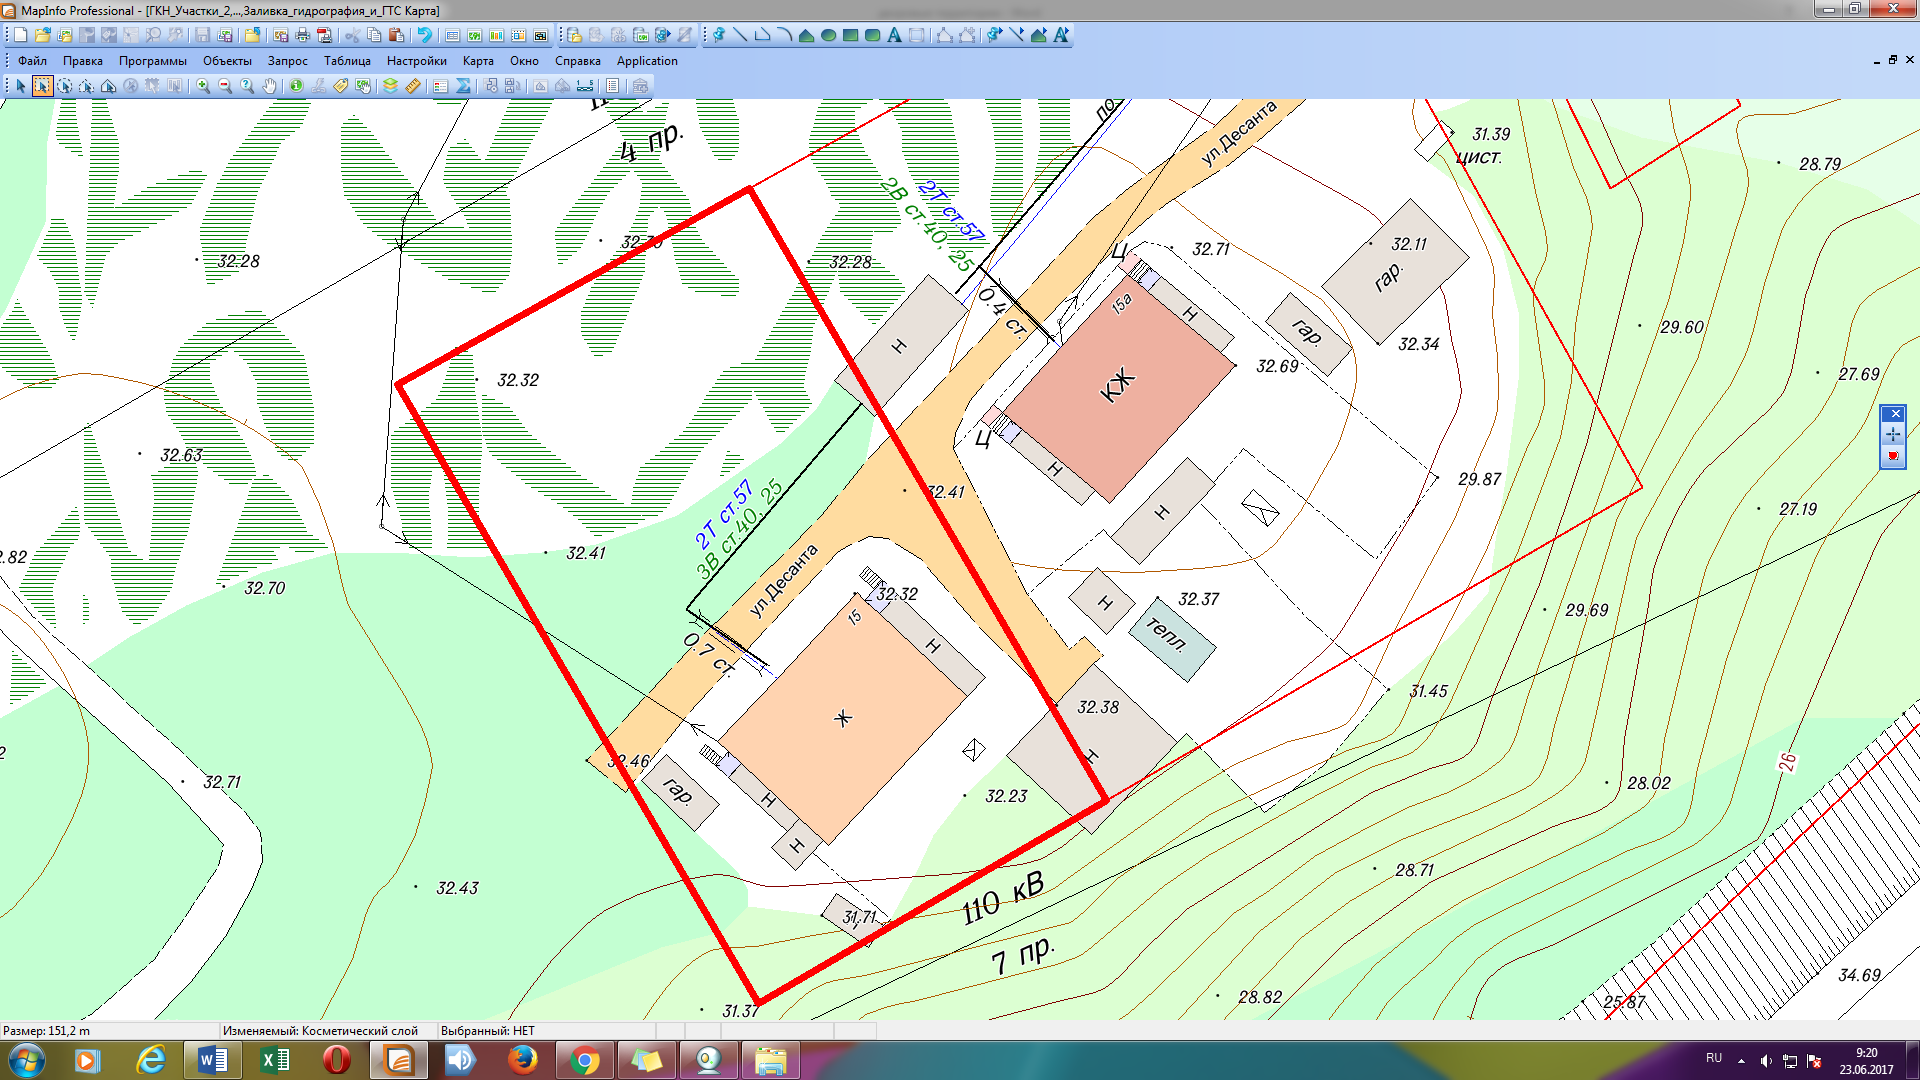 MapInfo Professional - [ГКН_Участки_2,...,Заливка_гидрография_и_ГТС Карта]
Файл Правка Программы Объекты Запрос Таблица Настройки Карта Окно Справка Application
4 пр.
ул Десанта
31.39
цист.
28.79
2Т ст.57
2В ст.40, 25
32.28
32.28
32.71
32.11
гар.
Ц
0.4 ст.
15а
Н
гар.
29.60
32.34
Н
32.32
32.69
27.69
КЖ
Ц
32.63
Н
29.87
32.41
2Т ст.57
3В ст.40, 25
Н
27.19
32.41
32.82
32.70
ул Десанта
32.32
15
Н
32.37
Н
тепл.
29.69
0.7 ст.
Н
31.45
32.38
Ж
Н
32.46
26
32.71
гар.
Н
32.23
28.02
Н
28.71
32.43
110 кВ
31.71
7 пр.
34.69
28.82
25.87
31.37
Размер: 151,2 m
Изменяемый: Косметический слой
Выбранный: НЕТ
RU
9:20
23.06.2017